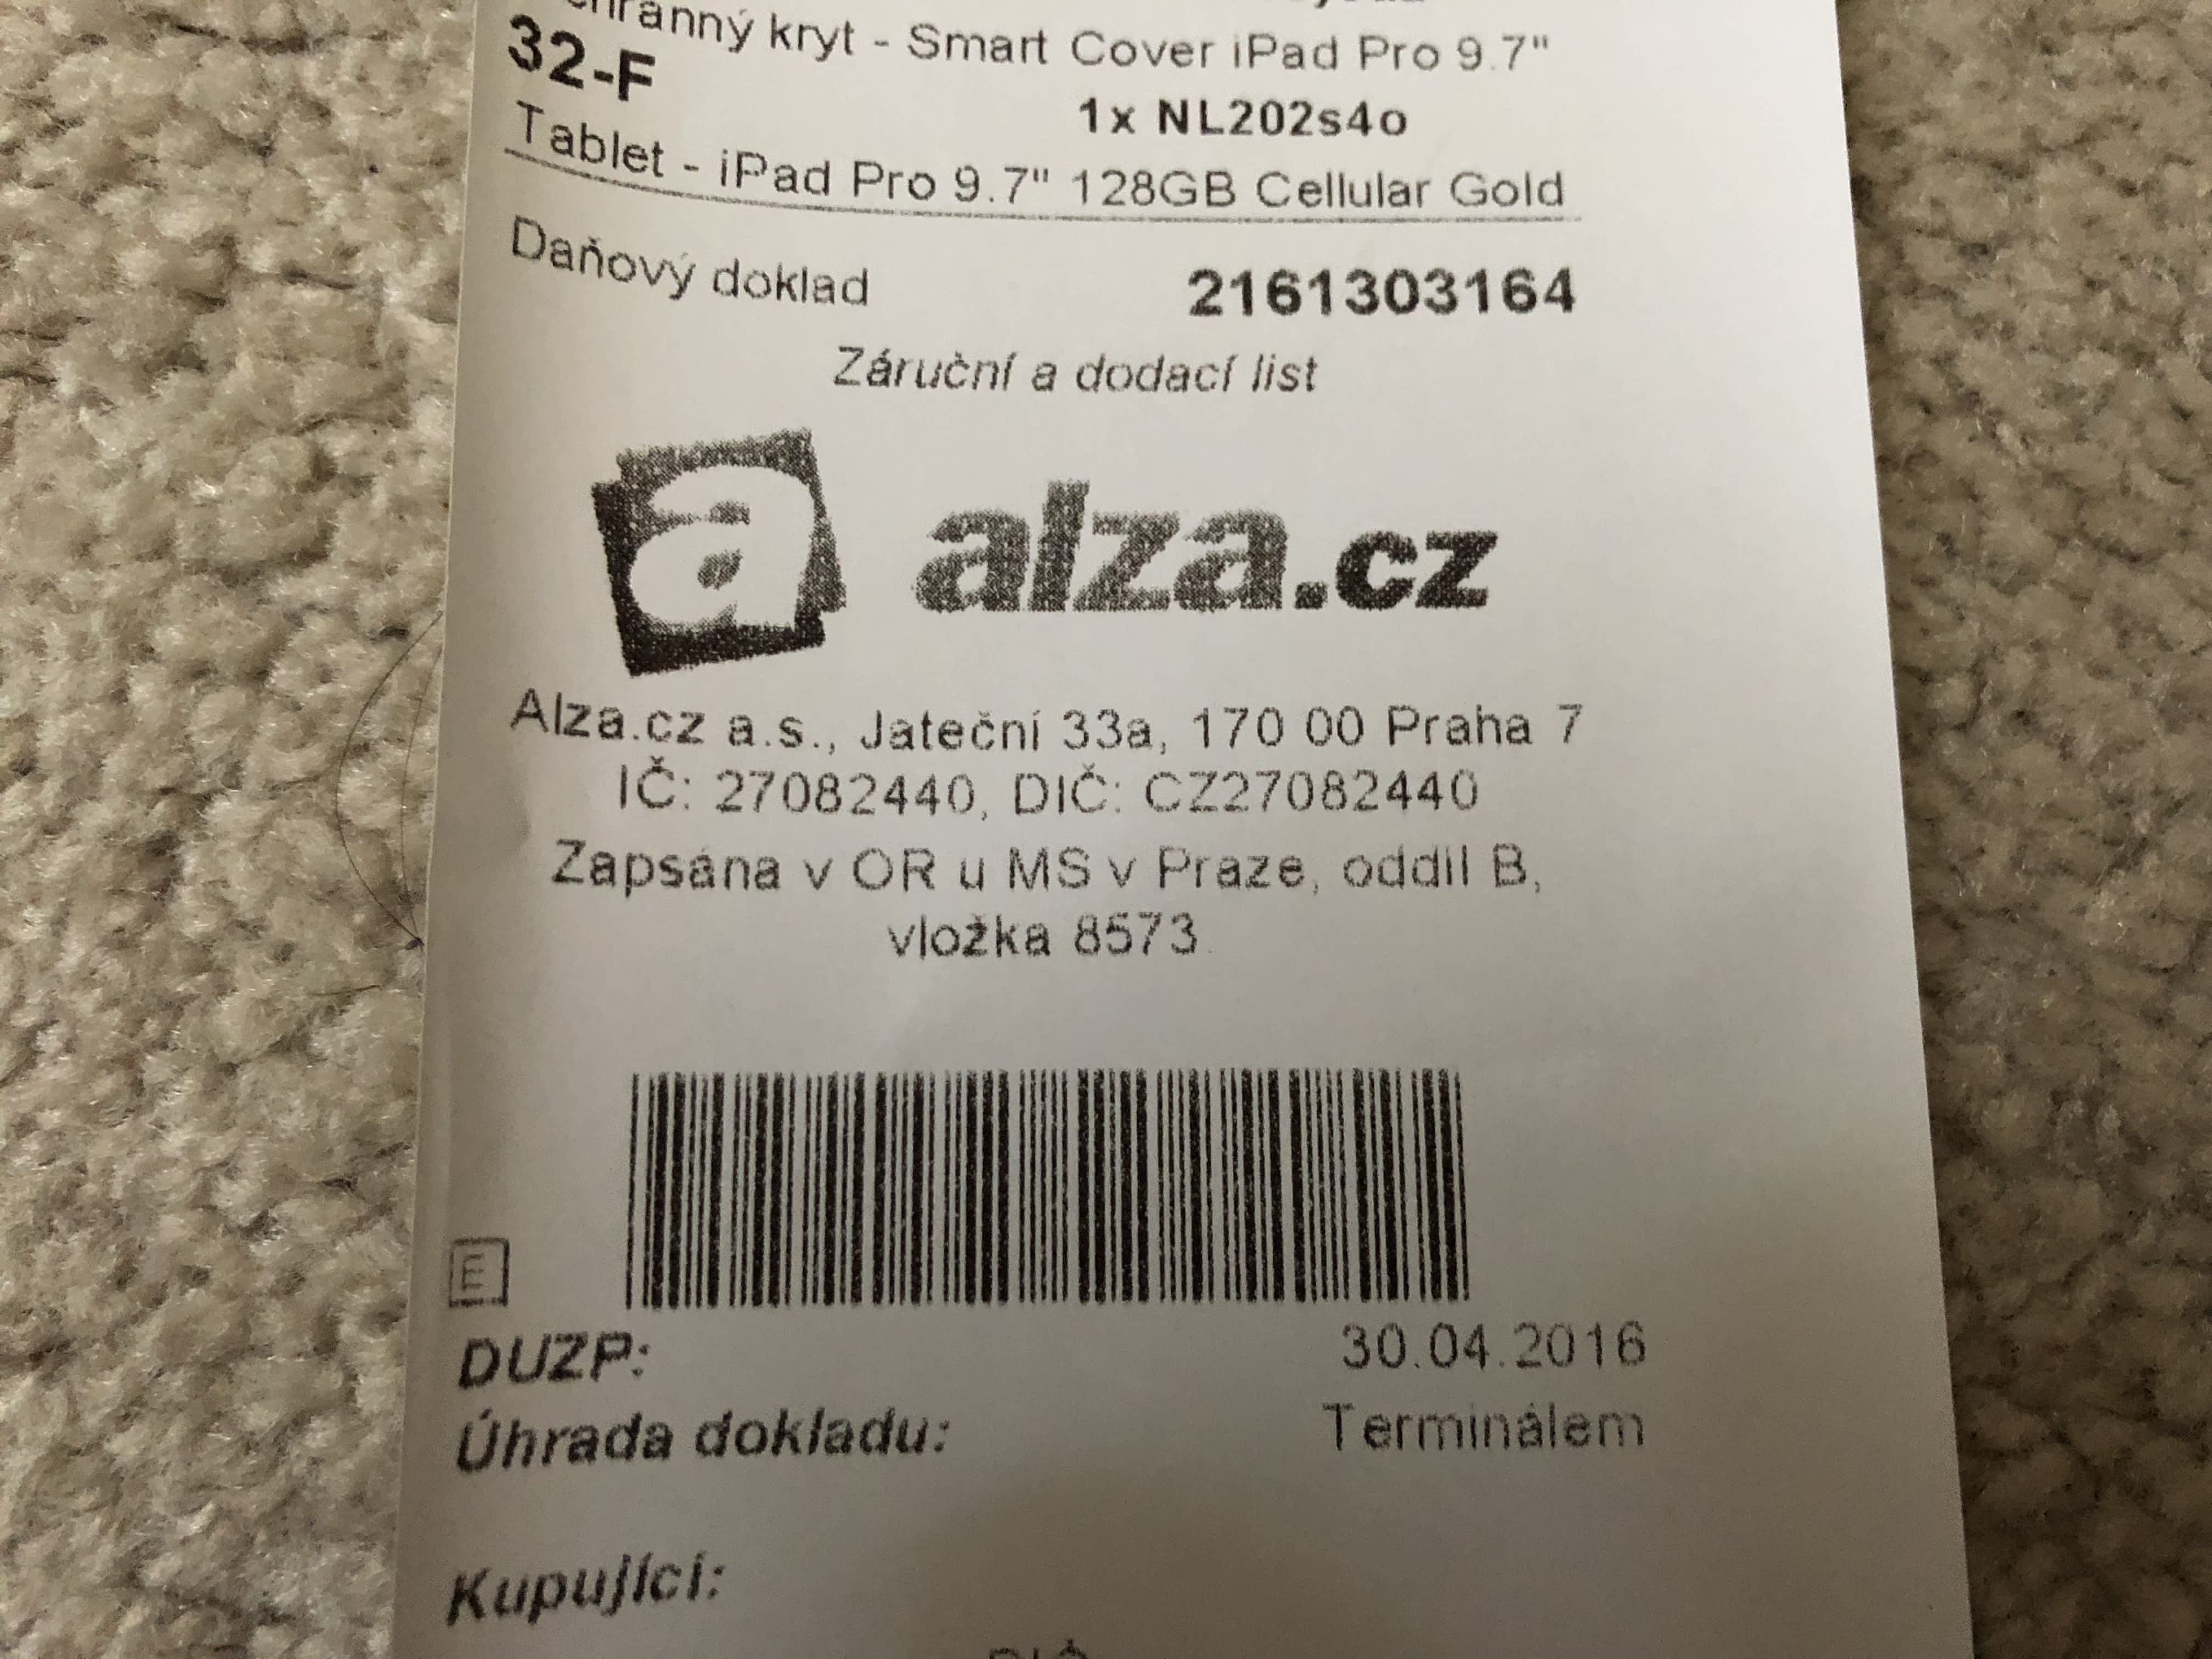 kryt - Smart Cover iPad Pro 9.7"
32-F
1x NL202s4o
Tablet - iPad Pro 9.7" 128GB Cellular Gold
Daňový doklad 2161303164
Záruční a dodací list
a alza.cz
Alza.cz a.s., Jateční 33a, 170 00 Praha 7
IČ: 27082440, DIČ: CZ27082440
Zapsána v OR u MS v Praze, oddíl B,
vložka 8573.
E
DUZP: 30.04.2016
Úhrada dokladu: Terminálem
Kupující: